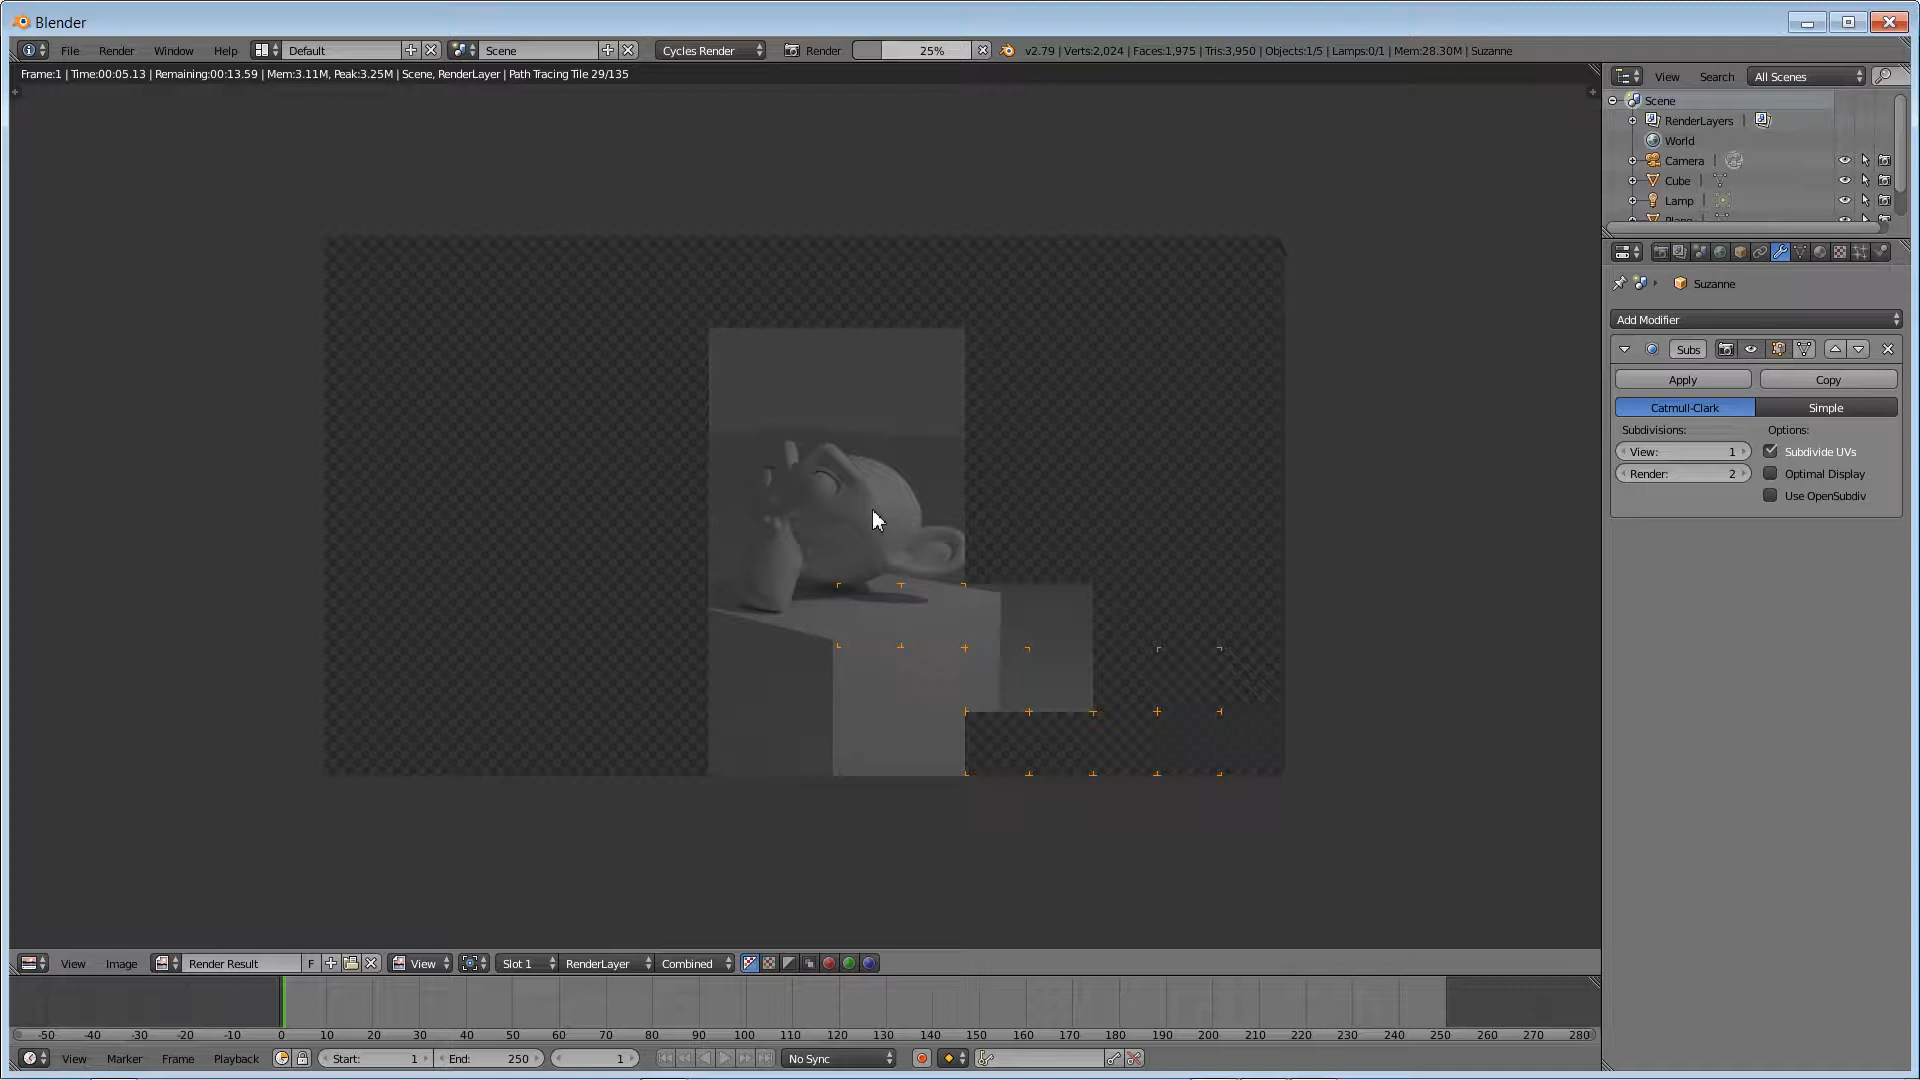 Blender
File Render Window Help Default Scene Cycles Render Render 25% v2.79 | Verts:2,024 | Faces:1,975 | Tris:3,950 | Objects:1/5 | Lamps:0/1 | Mem:28.30M | Suzanne
Frame:1 | Time:00:05.13 | Remaining:00:13.59 | Mem:3.11M, Peak:3.25M | Scene, RenderLayer | Path Tracing Tile 29/135
View Search All Scenes
Scene
RenderLayers
World
Camera
Cube
Lamp
Plane
Suzanne
Add Modifier
Subs
Apply Copy
Catmull-Clark Simple
Subdivisions: Options:
View: 1 Subdivide UVs
Render: 2 Optimal Display
Use OpenSubdiv
View Image Render Result F View Slot 1 RenderLayer Combined
-50 -40 -30 -20 -10 0 10 20 30 40 50 60 70 80 90 100 110 120 130 140 150 160 170 180 190 200 210 220 230 240 250 260 270 280
View Marker Frame Playback Start: 1 End: 250 1 No Sync